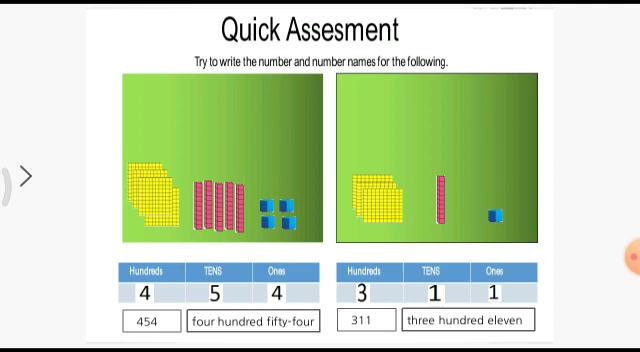 Quick Assesment
Try to write the number and number names for the following.
Hundreds TENS Ones
4 5 4
454 four hundred fifty-four
Hundreds TENS Ones
3 1 1
311 three hundred eleven